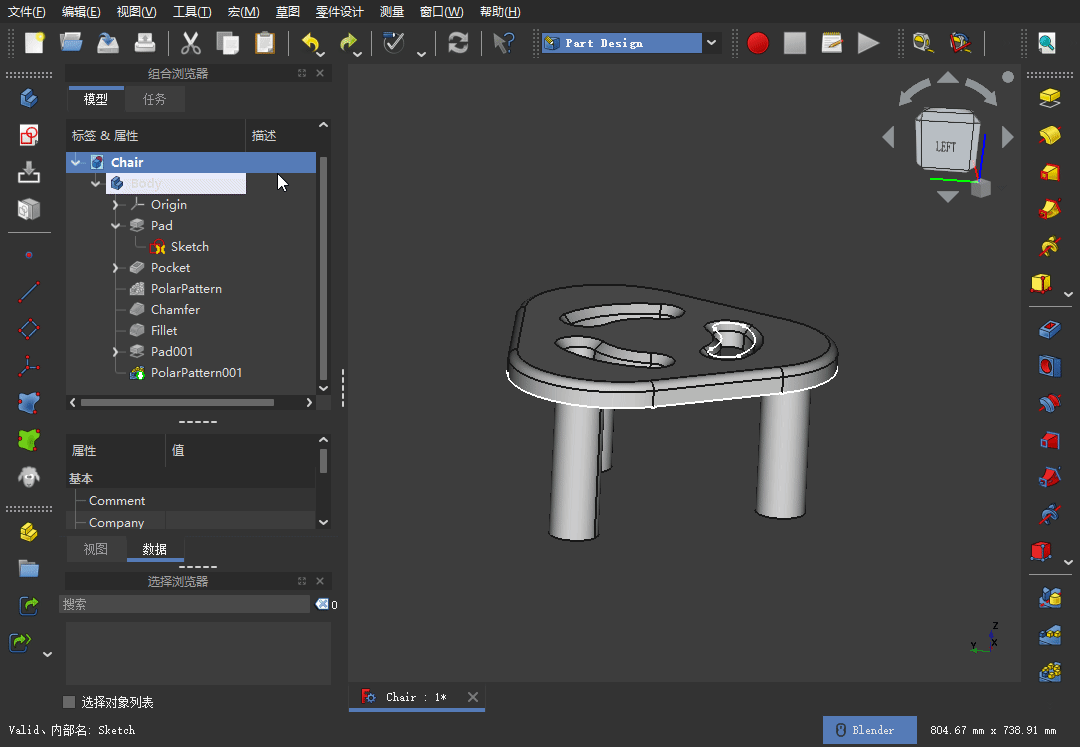 文件(F) 编辑(E) 视图(V) 工具(T) 宏(M) 草图 零件设计 测量 窗口(W) 帮助(H)
Part Design
组合浏览器
模型 任务
标签 & 属性 描述
Chair
Body
Origin
Pad
Sketch
Pocket
PolarPattern
Chamfer
Fillet
Pad001
PolarPattern001
属性 值
基本
Comment
Company
视图 数据
选择浏览器
搜索 0
选择对象列表
LEFT
Z
Y X
Chair : 1*
Valid、内部名: Sketch Blender 804.67 mm x 738.91 mm